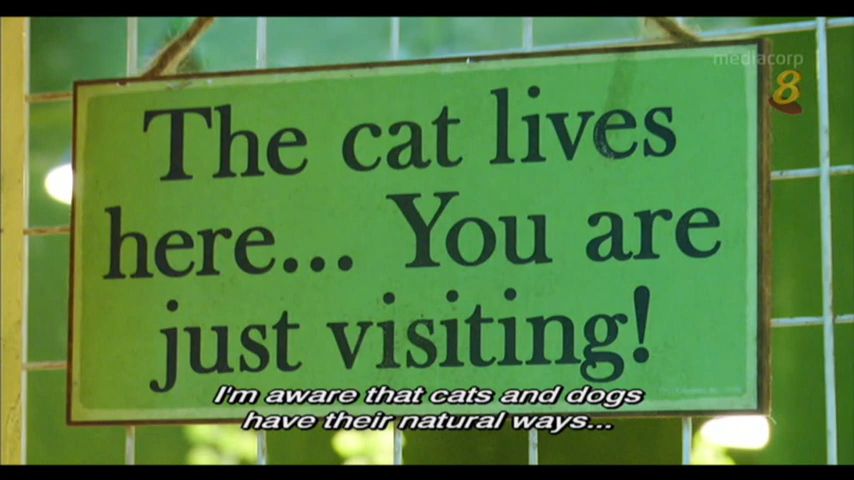 mediacorp
8
The cat lives
here... You are
just visiting!
I'm aware that cats and dogs
have their natural ways...